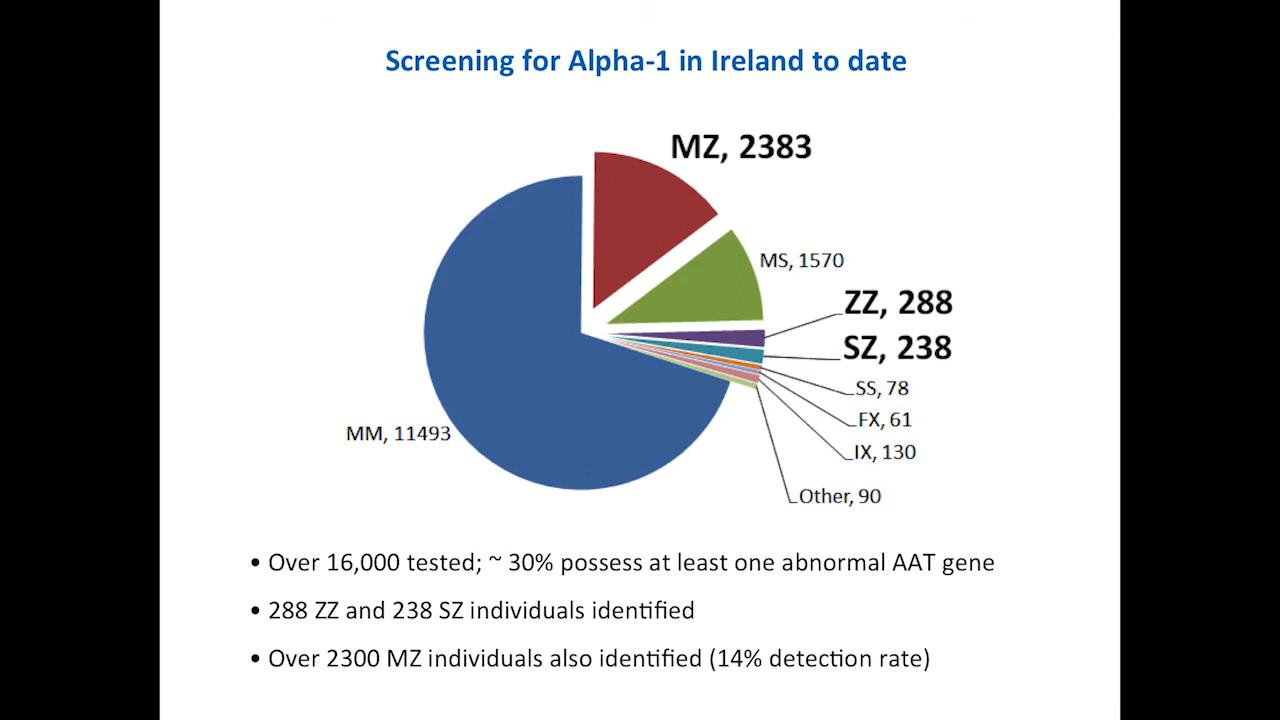 Screening for Alpha-1 in Ireland to date
MZ, 2383
MS, 1570
ZZ, 288
SZ, 238
SS, 78
FX, 61
IX, 130
Other, 90
MM, 11493
• Over 16,000 tested; ~ 30% possess at least one abnormal AAT gene
• 288 ZZ and 238 SZ individuals identified
• Over 2300 MZ individuals also identified (14% detection rate)